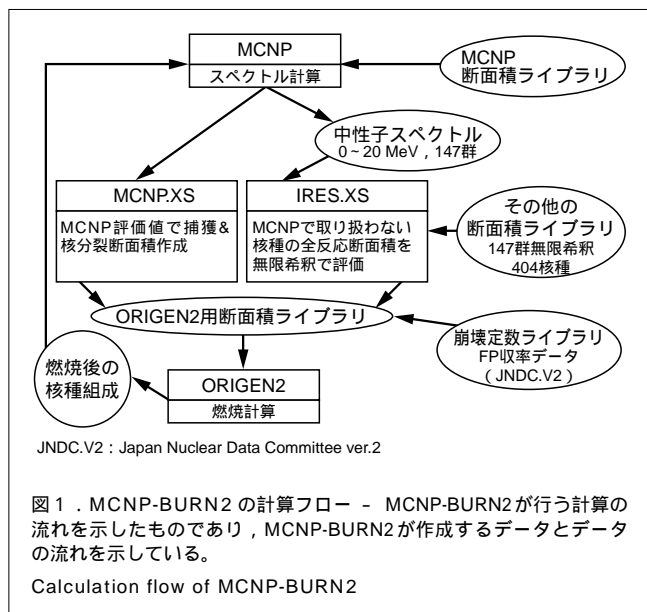 MCNP
スペクトル計算
MCNP
断面積ライブラリ
中性子スペクトル
0~20 MeV,147群
MCNP.XS
MCNP評価値で捕獲&
核分裂断面積作成
IRES.XS
MCNPで取り扱わない
核種の全反応断面積を
無限希釈で評価
その他の
断面積ライブラリ
147群無限希釈
404核種
ORIGEN2用断面積ライブラリ
崩壊定数ライブラリ
FP収率データ
(JNDC.V2)
燃焼後の
核種組成
ORIGEN2
燃焼計算
JNDC.V2:Japan Nuclear Data Committee ver.2
図1.MCNP-BURN2の計算フロー - MCNP-BURN2が行う計算の
流れを示したものであり,MCNP-BURN2が作成するデータとデータ
の流れを示している。
Calculation flow of MCNP-BURN2